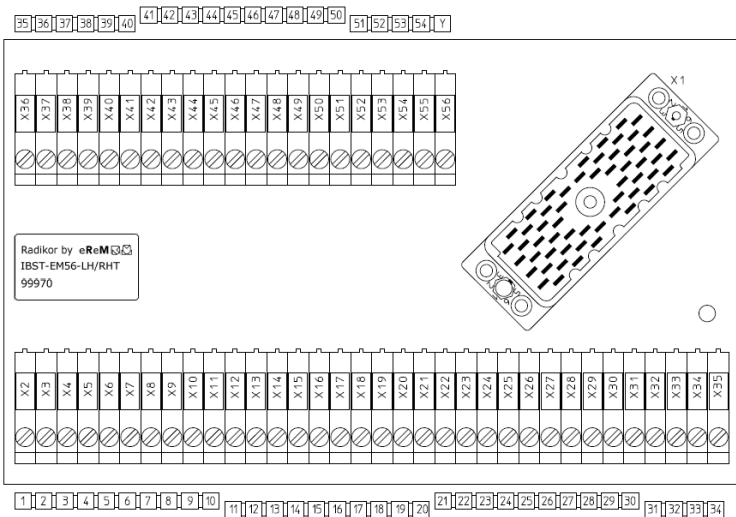 35 36 37 38 39 40 41 42 43 44 45 46 47 48 49 50 51 52 53 54 Y
X1
X36 X37 X38 X39 X40 X41 X42 X43 X44 X45 X46 X47 X48 X49 X50 X51 X52 X53 X54 X55 X56
Radikor by eReM
IBST-EM56-LH/RHT
99970
X2 X3 X4 X5 X6 X7 X8 X9 X10 X11 X12 X13 X14 X15 X16 X17 X18 X19 X20 X21 X22 X23 X24 X25 X26 X27 X28 X29 X30 X31 X32 X33 X34 X35
1 2 3 4 5 6 7 8 9 10 11 12 13 14 15 16 17 18 19 20 21 22 23 24 25 26 27 28 29 30 31 32 33 34